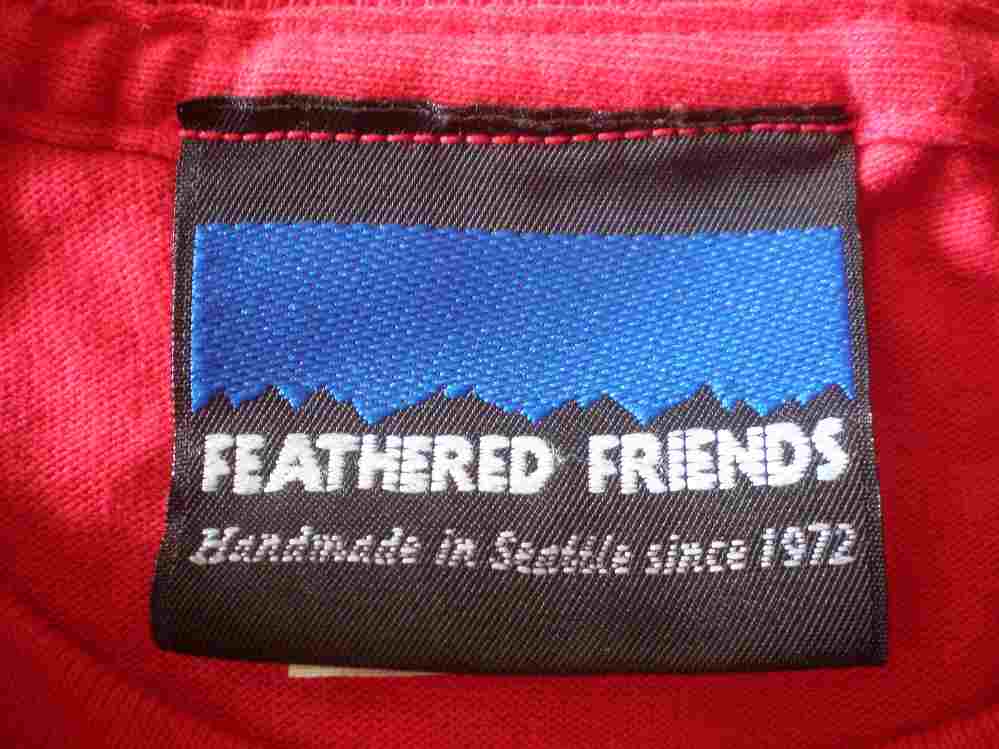 FEATHERED FRIENDS
Handmade in Seattle since 1972